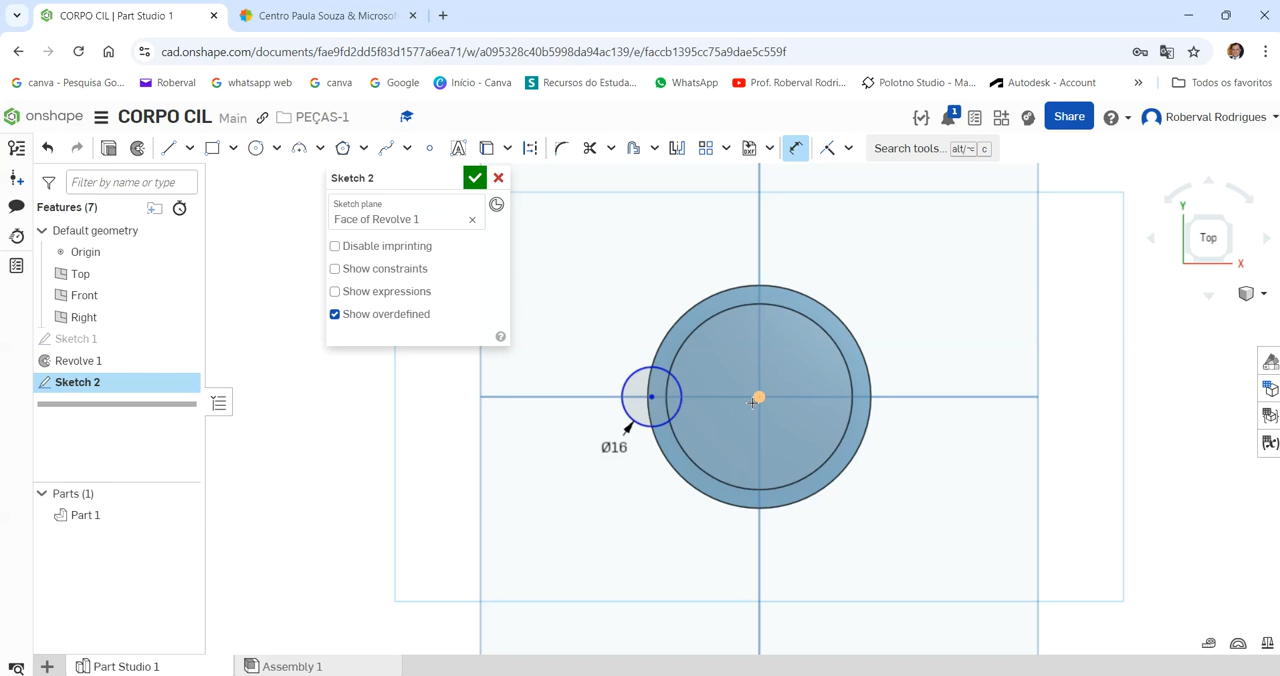 CORPO CIL | Part Studio 1
Centro Paula Souza & Microsof
cad.onshape.com/documents/fae9fd2dd5f83d1577a6ea71/w/a095328c40b5998da94ac139/e/faccb1395cc75a9dae5c559f
canva - Pesquisa Go...
Roberval
whatsapp web
canva
Google
Início - Canva
Recursos do Estuda...
WhatsApp
Prof. Roberval Rodri...
Polotno Studio - Ma...
Autodesk - Account
»
Todos os favoritos
onshape
CORPO CIL
Main
PEÇAS-1
1
Share
Roberval Rodrigues
Search tools... alt/⌥ c
Filter by name or type
Features (7)
Default geometry
Origin
Top
Front
Right
Sketch 1
Revolve 1
Sketch 2
Parts (1)
Part 1
Sketch 2
Sketch plane
Face of Revolve 1
Disable imprinting
Show constraints
Show expressions
Show overdefined
Ø16
Y
Top
X
Part Studio 1
Assembly 1